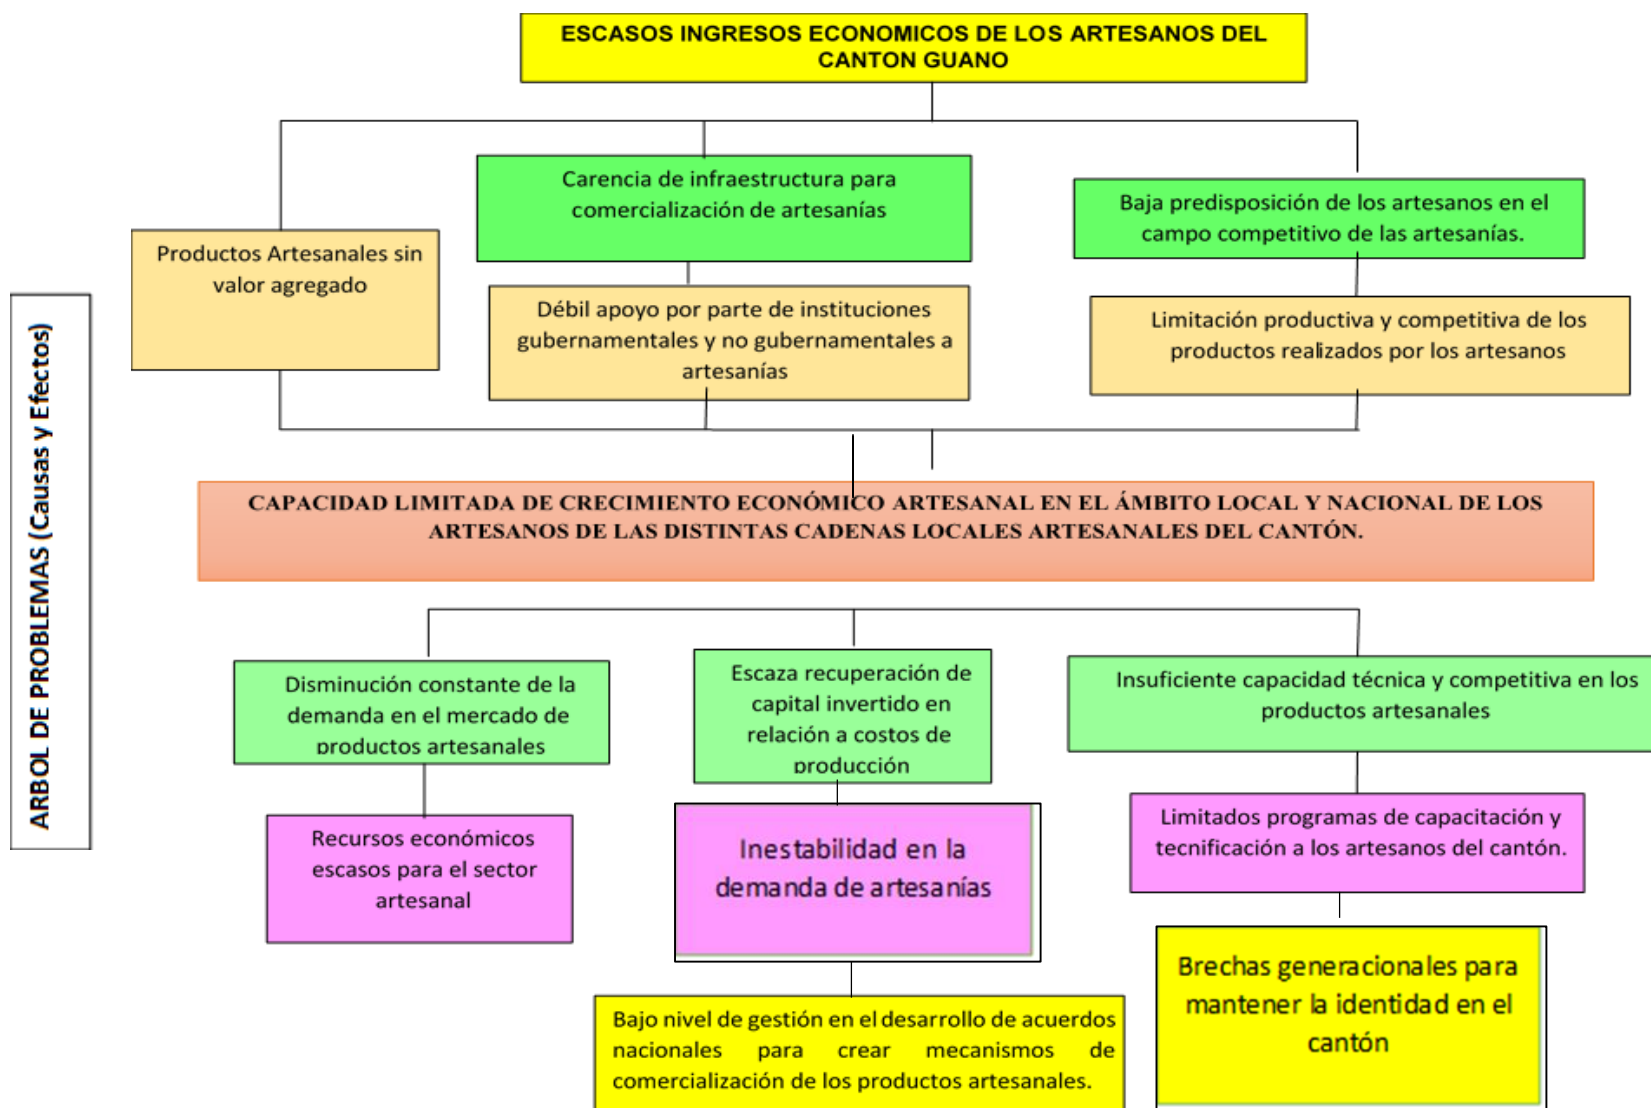 ESCASOS INGRESOS ECONOMICOS DE LOS ARTESANOS DEL
CANTON GUANO
Carencia de infraestructura para
comercialización de artesanías
Baja predisposición de los artesanos en el
campo competitivo de las artesanías.
Productos Artesanales sin
valor agregado
Débil apoyo por parte de instituciones
gubernamentales y no gubernamentales a
artesanías
Limitación productiva y competitiva de los
productos realizados por los artesanos
ARBOL DE PROBLEMAS (Causas y Efectos)
CAPACIDAD LIMITADA DE CRECIMIENTO ECONÓMICO ARTESANAL EN EL ÁMBITO LOCAL Y NACIONAL DE LOS
ARTESANOS DE LAS DISTINTAS CADENAS LOCALES ARTESANALES DEL CANTÓN.
Disminución constante de la
demanda en el mercado de
productos artesanales
Escaza recuperación de
capital invertido en
relación a costos de
producción
Insuficiente capacidad técnica y competitiva en los
productos artesanales
Recursos económicos
escasos para el sector
artesanal
Inestabilidad en la
demanda de artesanías
Limitados programas de capacitación y
tecnificación a los artesanos del cantón.
Bajo nivel de gestión en el desarrollo de acuerdos
nacionales para crear mecanismos de
comercialización de los productos artesanales.
Brechas generacionales para
mantener la identidad en el
cantón